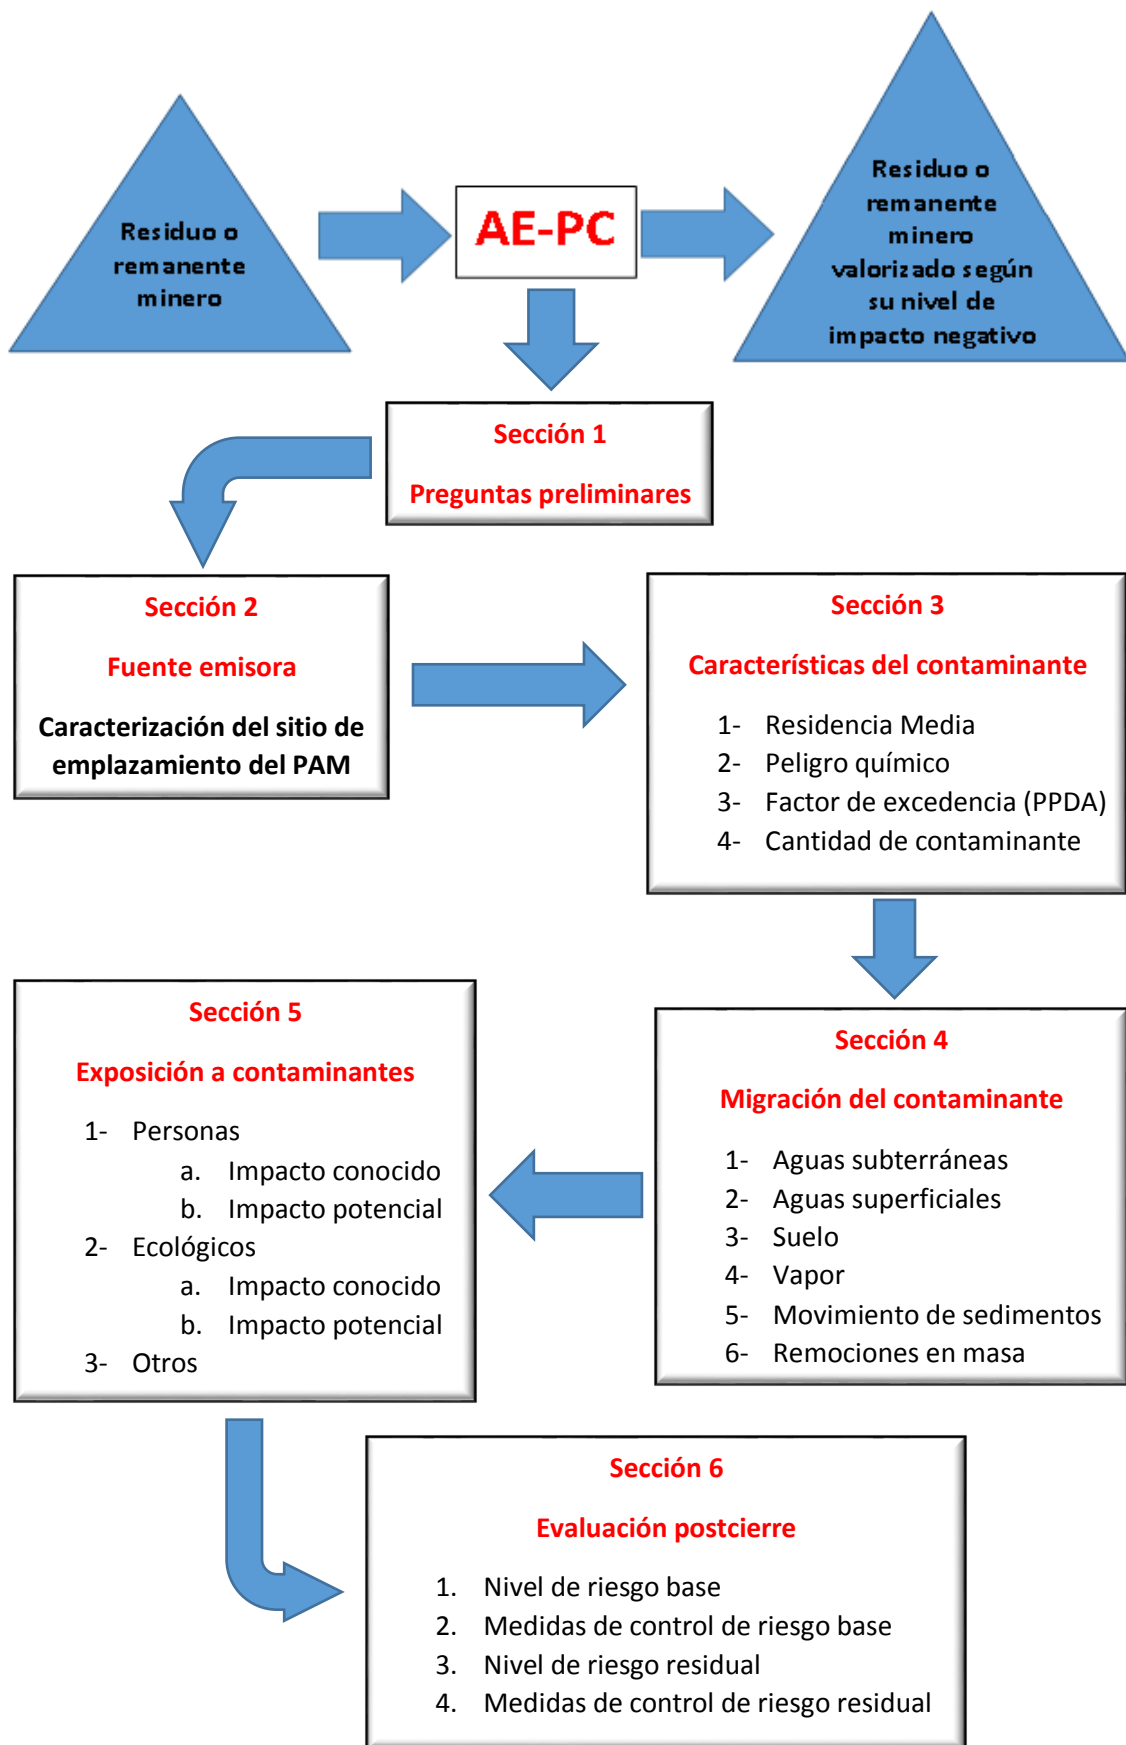 Residuo o
remanente
minero
AE-PC
Residuo o
remanente
minero
valorizado según
su nivel de
impacto negativo
Sección 1
Preguntas preliminares
Sección 2
Fuente emisora
Caracterización del sitio de
emplazamiento del PAM
Sección 3
Características del contaminante
1- Residencia Media
2- Peligro químico
3- Factor de excedencia (PPDA)
4- Cantidad de contaminante
Sección 4
Migración del contaminante
1- Aguas subterráneas
2- Aguas superficiales
3- Suelo
4- Vapor
5- Movimiento de sedimentos
6- Remociones en masa
Sección 5
Exposición a contaminantes
1- Personas
a. Impacto conocido
b. Impacto potencial
2- Ecológicos
a. Impacto conocido
b. Impacto potencial
3- Otros
Sección 6
Evaluación postcierre
1. Nivel de riesgo base
2. Medidas de control de riesgo base
3. Nivel de riesgo residual
4. Medidas de control de riesgo residual